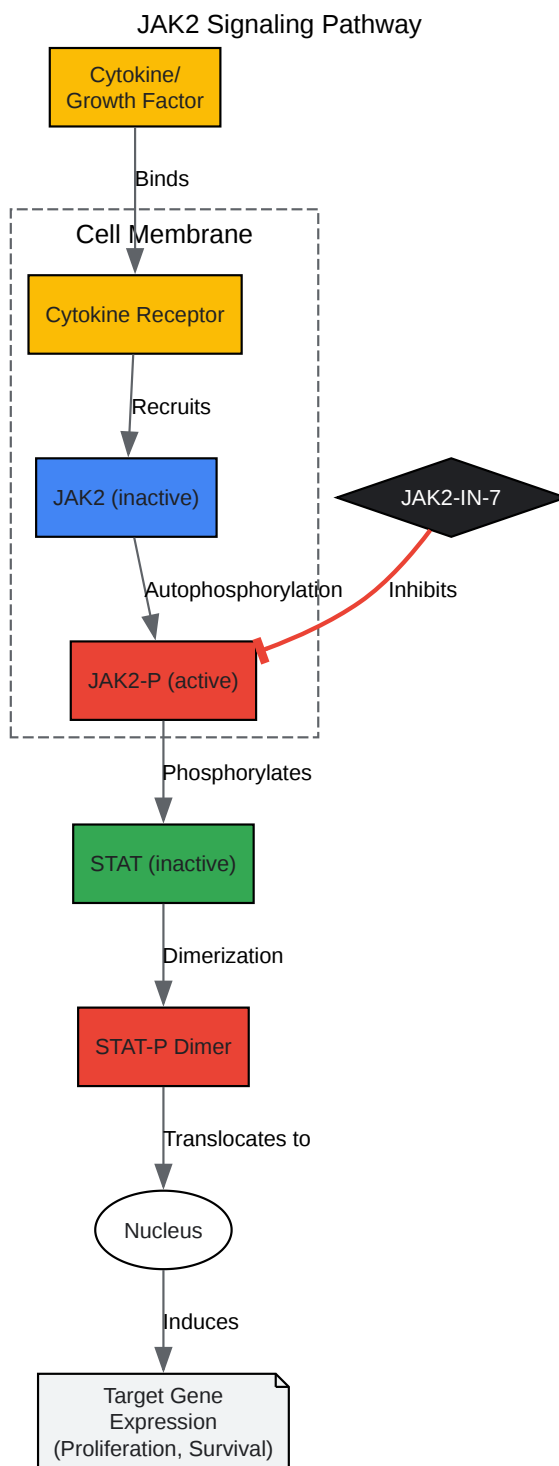 JAK2 Signaling Pathway
Cytokine/
Growth Factor
Binds
Cell Membrane
Cytokine Receptor
Recruits
JAK2 (inactive)
JAK2-IN-7
Autophosphorylation
Inhibits
JAK2-P (active)
Phosphorylates
STAT (inactive)
Dimerization
STAT-P Dimer
Translocates to
Nucleus
Induces
Target Gene
Expression
(Proliferation, Survival)